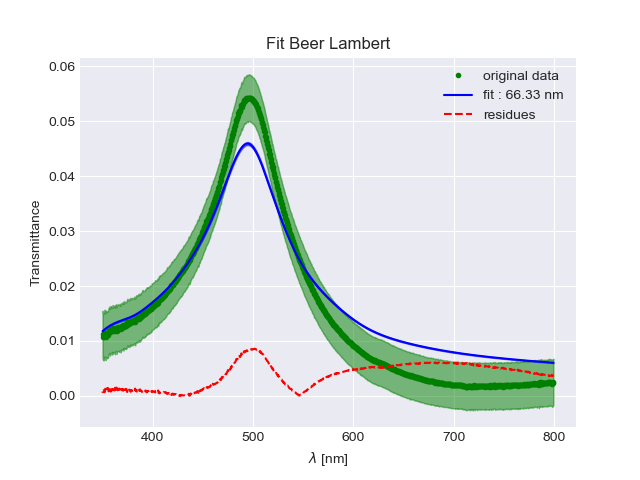 Fit Beer Lambert
0.06
0.05
0.04
0.03
0.02
0.01
0.00
Transmittance
original data
fit : 66.33 nm
residues
400
500
600
700
800
λ [nm]